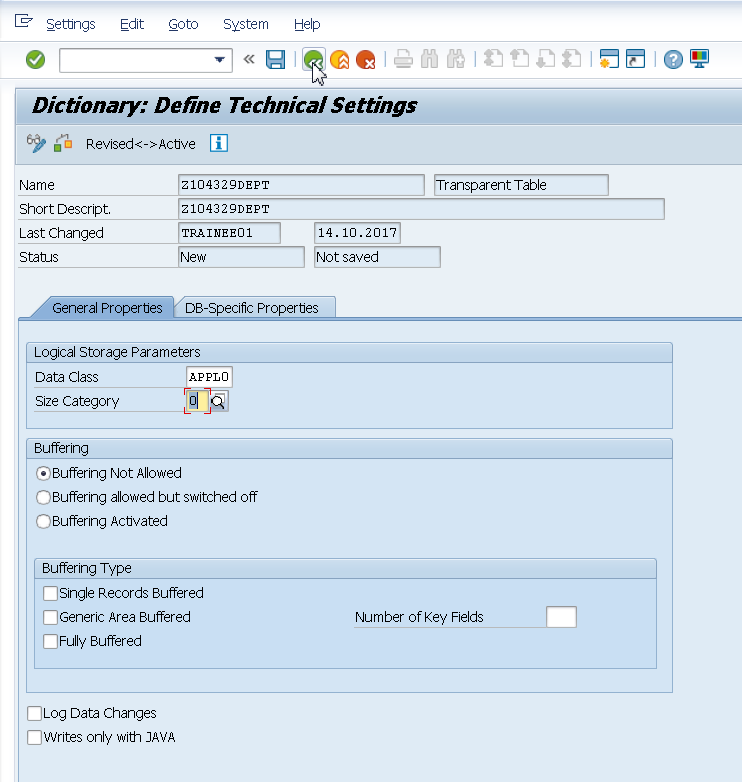 Settings Edit Goto System Help
Dictionary: Define Technical Settings
Revised<->Active
Name Z104329DEPT Transparent Table
Short Descript. Z104329DEPT
Last Changed TRAINEE01 14.10.2017
Status New Not saved
General Properties DB-Specific Properties
Logical Storage Parameters
Data Class APPL0
Size Category 0
Buffering
Buffering Not Allowed
Buffering allowed but switched off
Buffering Activated
Buffering Type
Single Records Buffered
Generic Area Buffered Number of Key Fields
Fully Buffered
Log Data Changes
Writes only with JAVA